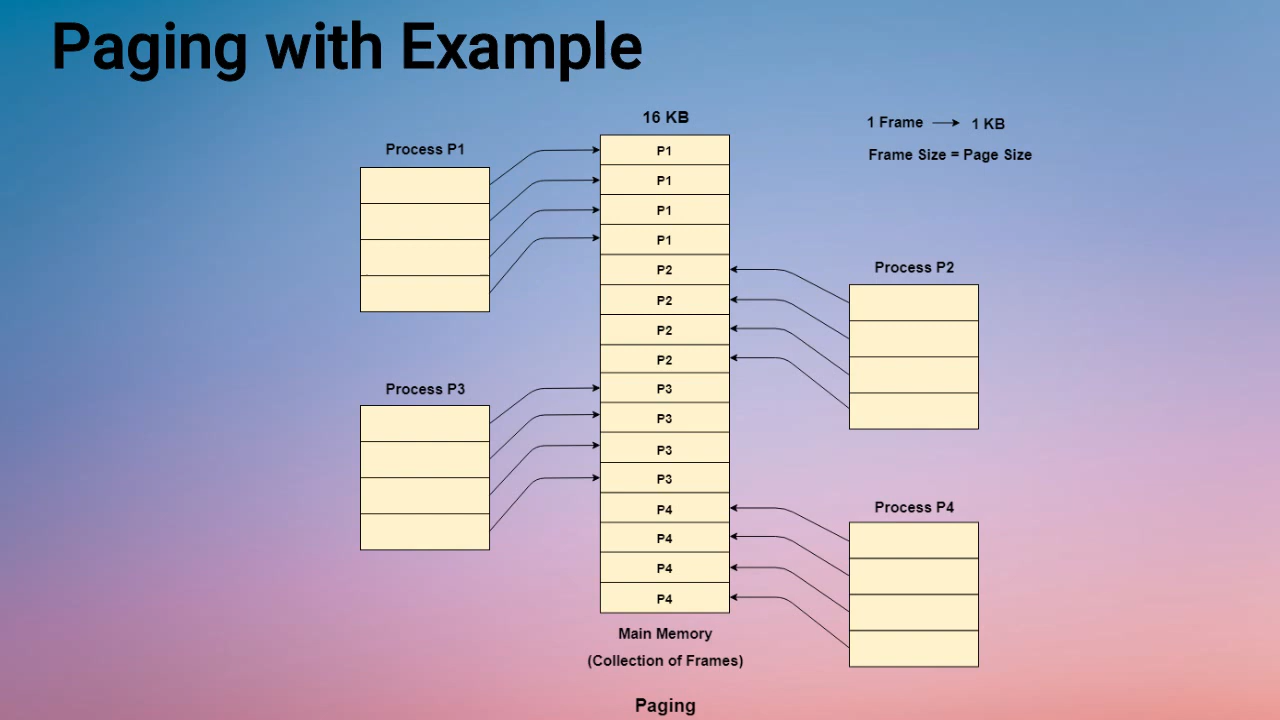 Paging with Example
16 KB
1 Frame 1 KB
Frame Size = Page Size
Process P1
P1
P1
P1
P1
Process P2
P2
P2
P2
P2
Process P3
P3
P3
P3
P3
Process P4
P4
P4
P4
P4
Main Memory
(Collection of Frames)
Paging